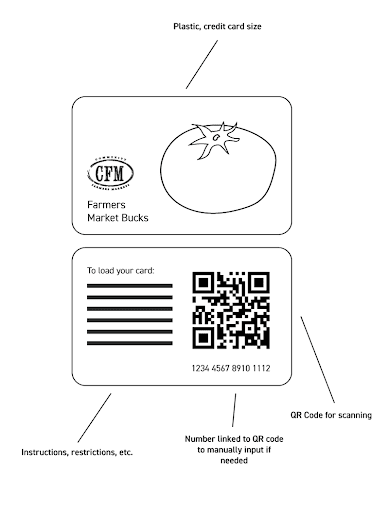 Plastic, credit card size
COMMUNITY
CFM
FARMERS MARKETS
Farmers
Market Bucks
To load your card:
1234 4567 8910 1112
QR Code for scanning
Number linked to QR code
to manually input if
needed
Instructions, restrictions, etc.